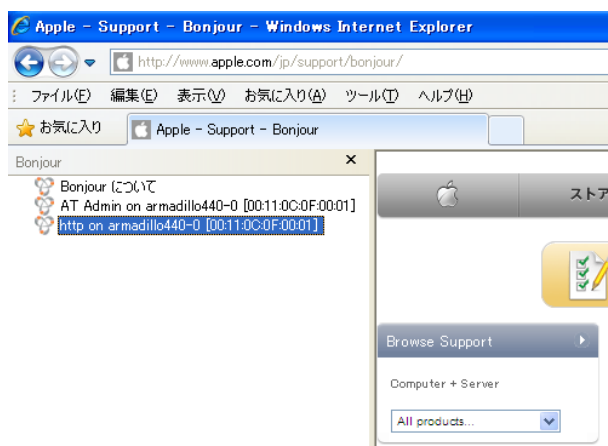 Apple - Support - Bonjour - Windows Internet Explorer
http://www.apple.com/jp/support/bonjour/
ファイル(F) 編集(E) 表示(V) お気に入り(A) ツール(T) ヘルプ(H)
お気に入り Apple - Support - Bonjour
Bonjour
Bonjour について
AT Admin on armadillo440-0 [00:11:0C:0F:00:01]
http on armadillo440-0 [00:11:0C:0F:00:01]
ストア
Browse Support
Computer + Server
All products...